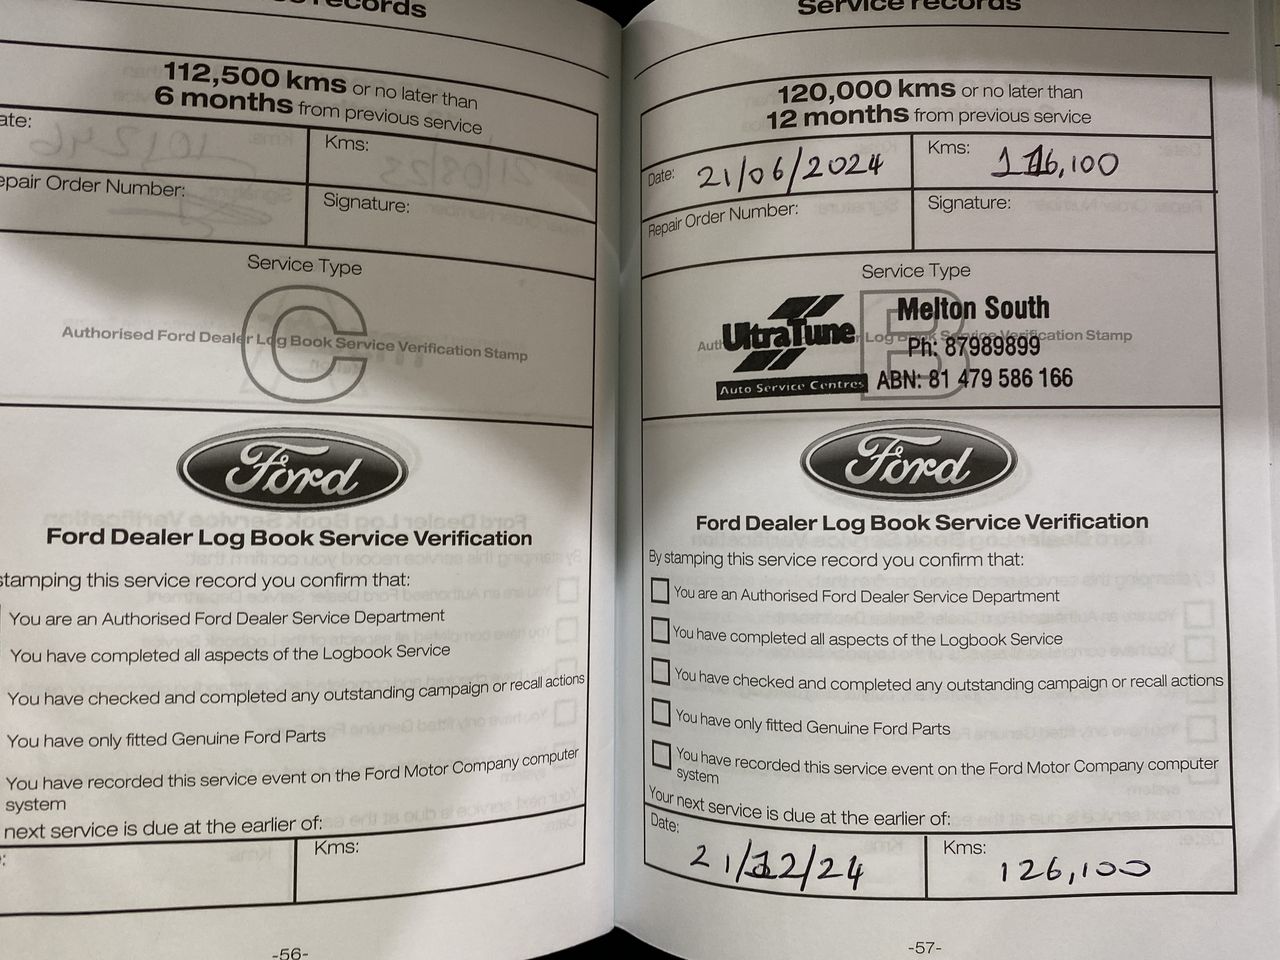 Service records
112,500 kms or no later than
6 months from previous service
ate:
Kms:
epair Order Number:
Signature:
Service Type
C
Authorised Ford Dealer Log Book Service Verification Stamp
Ford
Ford Dealer Log Book Service Verification
stamping this service record you confirm that:
You are an Authorised Ford Dealer Service Department
You have completed all aspects of the Logbook Service
You have checked and completed any outstanding campaign or recall actions
You have only fitted Genuine Ford Parts
You have recorded this service event on the Ford Motor Company computer
system
next service is due at the earlier of:
Kms:
-56-
Service records
120,000 kms or no later than
12 months from previous service
Date: 21/06/2024
Kms: 116,100
Repair Order Number:
Signature:
Service Type
B
UltraTune
Auto Service Centres
Melton South
Ph: 87989899
ABN: 81 479 586 166
Ford
Ford Dealer Log Book Service Verification
By stamping this service record you confirm that:
You are an Authorised Ford Dealer Service Department
You have completed all aspects of the Logbook Service
You have checked and completed any outstanding campaign or recall actions
You have only fitted Genuine Ford Parts
You have recorded this service event on the Ford Motor Company computer
system
Your next service is due at the earlier of:
Date: 21/12/24
Kms: 126,100
-57-